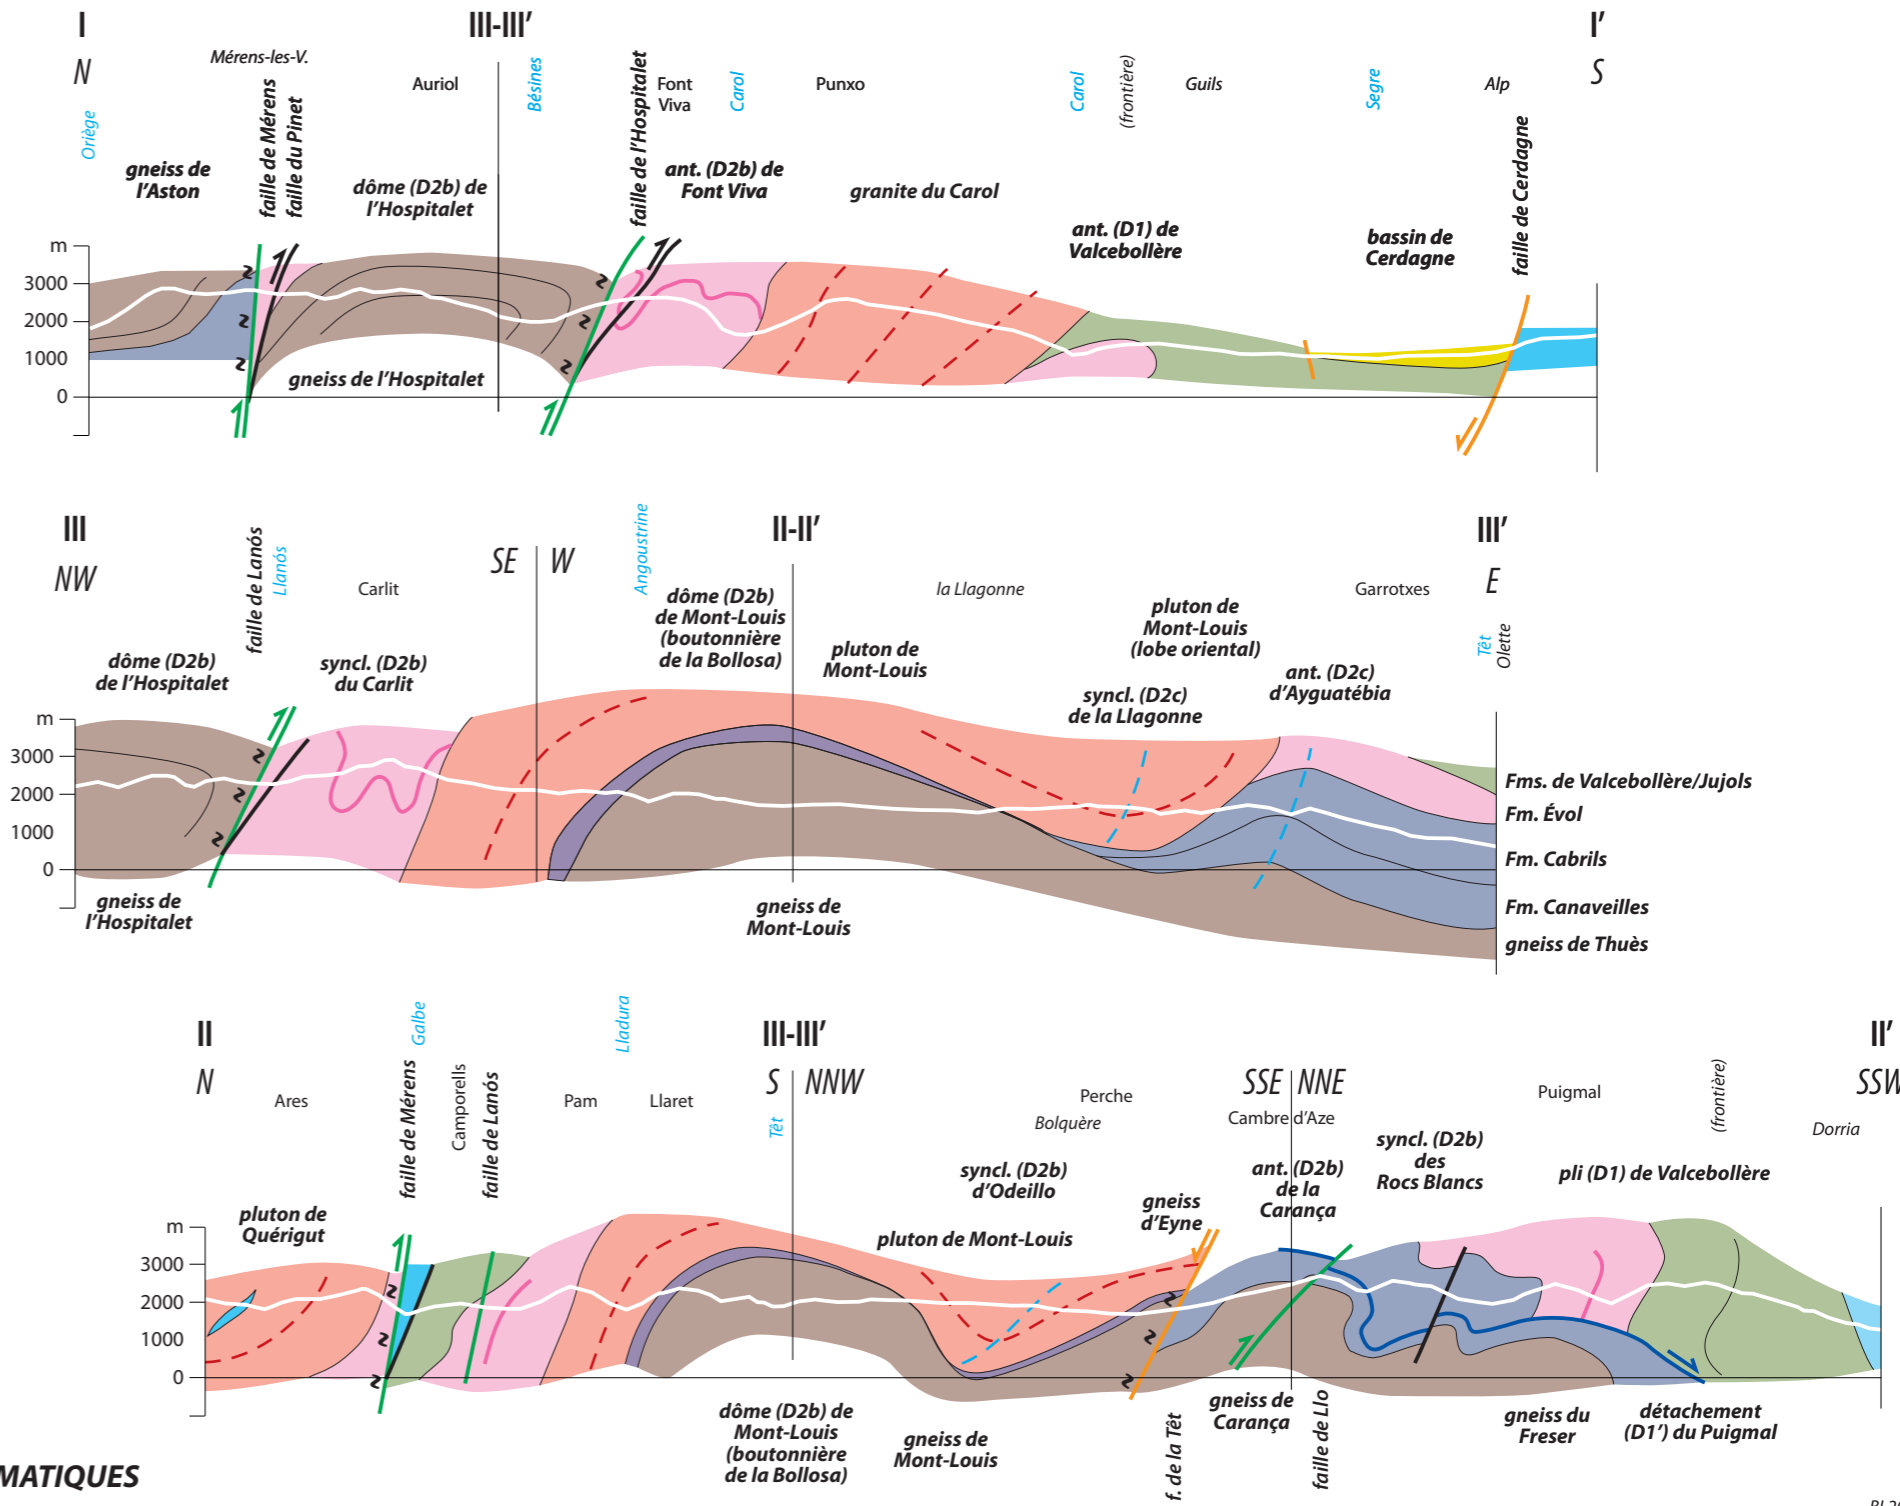 I
III-III′
I′
N
Mérens-les-V.
S
Oriège
faille de Mérens
faille du Pinet
Auriol
Bésines
faille de l’Hospitalet
Font
Viva
Carol
Punxo
Carol
(frontière)
Guils
Segre
Alp
faille de Cerdagne
gneiss de
l’Aston
dôme (D2b) de
l’Hospitalet
ant. (D2b) de
Font Viva
granite du Carol
ant. (D1) de
Valcebollère
bassin de
Cerdagne
m
3000
2000
1000
0
gneiss de l’Hospitalet
III
II-II′
III′
NW
faille de Lanós
Llanós
Carlit
SE
W
Angoustrine
la Llagonne
Garrotxes
E
Têt
Olette
dôme (D2b)
de l’Hospitalet
syncl. (D2b)
du Carlit
dôme (D2b)
de Mont-Louis
(boutonnière
de la Bollosa)
pluton de
Mont-Louis
pluton de
Mont-Louis
(lobe oriental)
syncl. (D2c)
de la Llagonne
ant. (D2c)
d’Ayguatébia
m
3000
2000
1000
0
Fms. de Valcebollère/Jujols
Fm. Évol
Fm. Cabrils
Fm. Canaveilles
gneiss de Thuès
gneiss de
l’Hospitalet
gneiss de
Mont-Louis
II
III-III′
II′
N
Ares
faille de Mérens
Galbe
Camporells
faille de Lanós
Pam
Lladura
Llaret
S
NNW
Têt
Perche
Bolquère
SSE
NNE
Cambre d’Aze
Puigmal
(frontière)
Dorria
SSW
pluton de
Quérigut
syncl. (D2b)
d’Odeillo
pluton de Mont-Louis
gneiss
d’Eyne
ant. (D2b)
de la
Carança
syncl. (D2b)
des
Rocs Blancs
pli (D1) de Valcebollère
m
3000
2000
1000
0
dôme (D2b) de
Mont-Louis
(boutonnière
de la Bollosa)
gneiss de
Mont-Louis
f. de la Têt
gneiss de
Carança
faille de Llo
gneiss du
Freser
détachement
(D1′) du Puigmal
MATIQUES